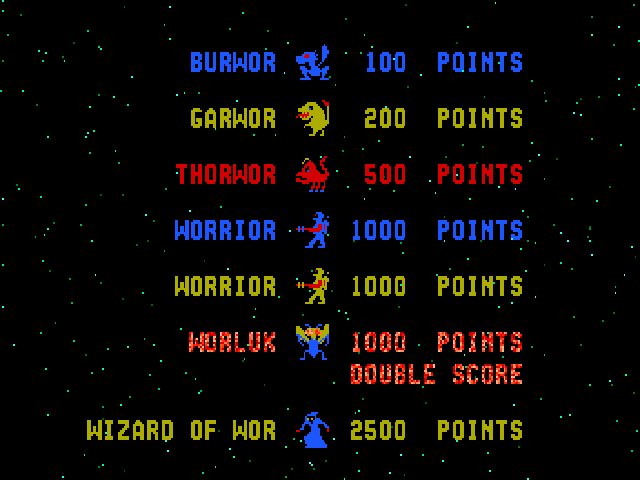 BURWOR 100 POINTS
GARWOR 200 POINTS
THORWOR 500 POINTS
WORRIOR 1000 POINTS
WORRIOR 1000 POINTS
WORLUK 1000 POINTS
DOUBLE SCORE
WIZARD OF WOR 2500 POINTS